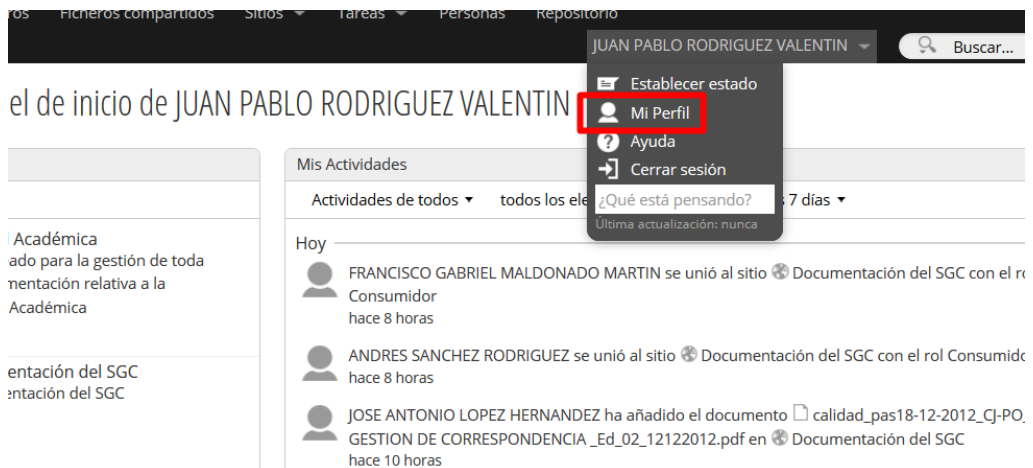 ros Ficheros compartidos Sitios Tareas Personas Repositorio
JUAN PABLO RODRIGUEZ VALENTIN Buscar...
Establecer estado
el de inicio de JUAN PABLO RODRIGUEZ VALENTIN
Mi Perfil
Ayuda
Cerrar sesión
¿Qué está pensando?
Última actualización: nunca
Mis Actividades
Actividades de todos todos los ele 7 días
Académica
ado para la gestión de toda
mentación relativa a la
Académica
entación del SGC
entación del SGC
Hoy
FRANCISCO GABRIEL MALDONADO MARTIN se unió al sitio Documentación del SGC con el ro
Consumidor
hace 8 horas
ANDRES SANCHEZ RODRIGUEZ se unió al sitio Documentación del SGC con el rol Consumido
hace 8 horas
JOSE ANTONIO LOPEZ HERNANDEZ ha añadido el documento calidad_pas18-12-2012_CJ-PO_
GESTION DE CORRESPONDENCIA _Ed_02_12122012.pdf en Documentación del SGC
hace 10 horas